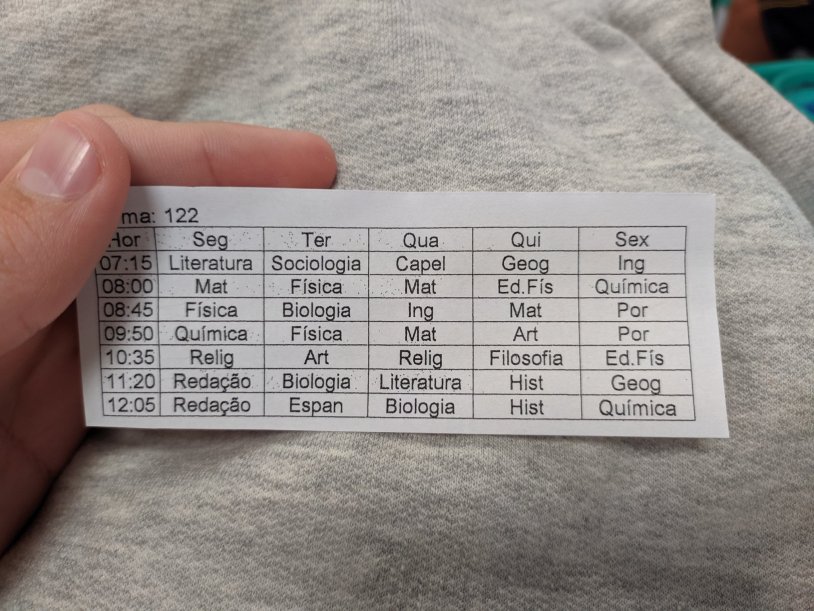 ma: 122
Hor Seg Ter Qua Qui Sex
07:15 Literatura Sociologia Capel Geog Ing
08:00 Mat Física Mat Ed.Fís Química
08:45 Física Biologia Ing Mat Por
09:50 Química Física Mat Art Por
10:35 Relig Art Relig Filosofia Ed.Fís
11:20 Redação Biologia Literatura Hist Geog
12:05 Redação Espan Biologia Hist Química